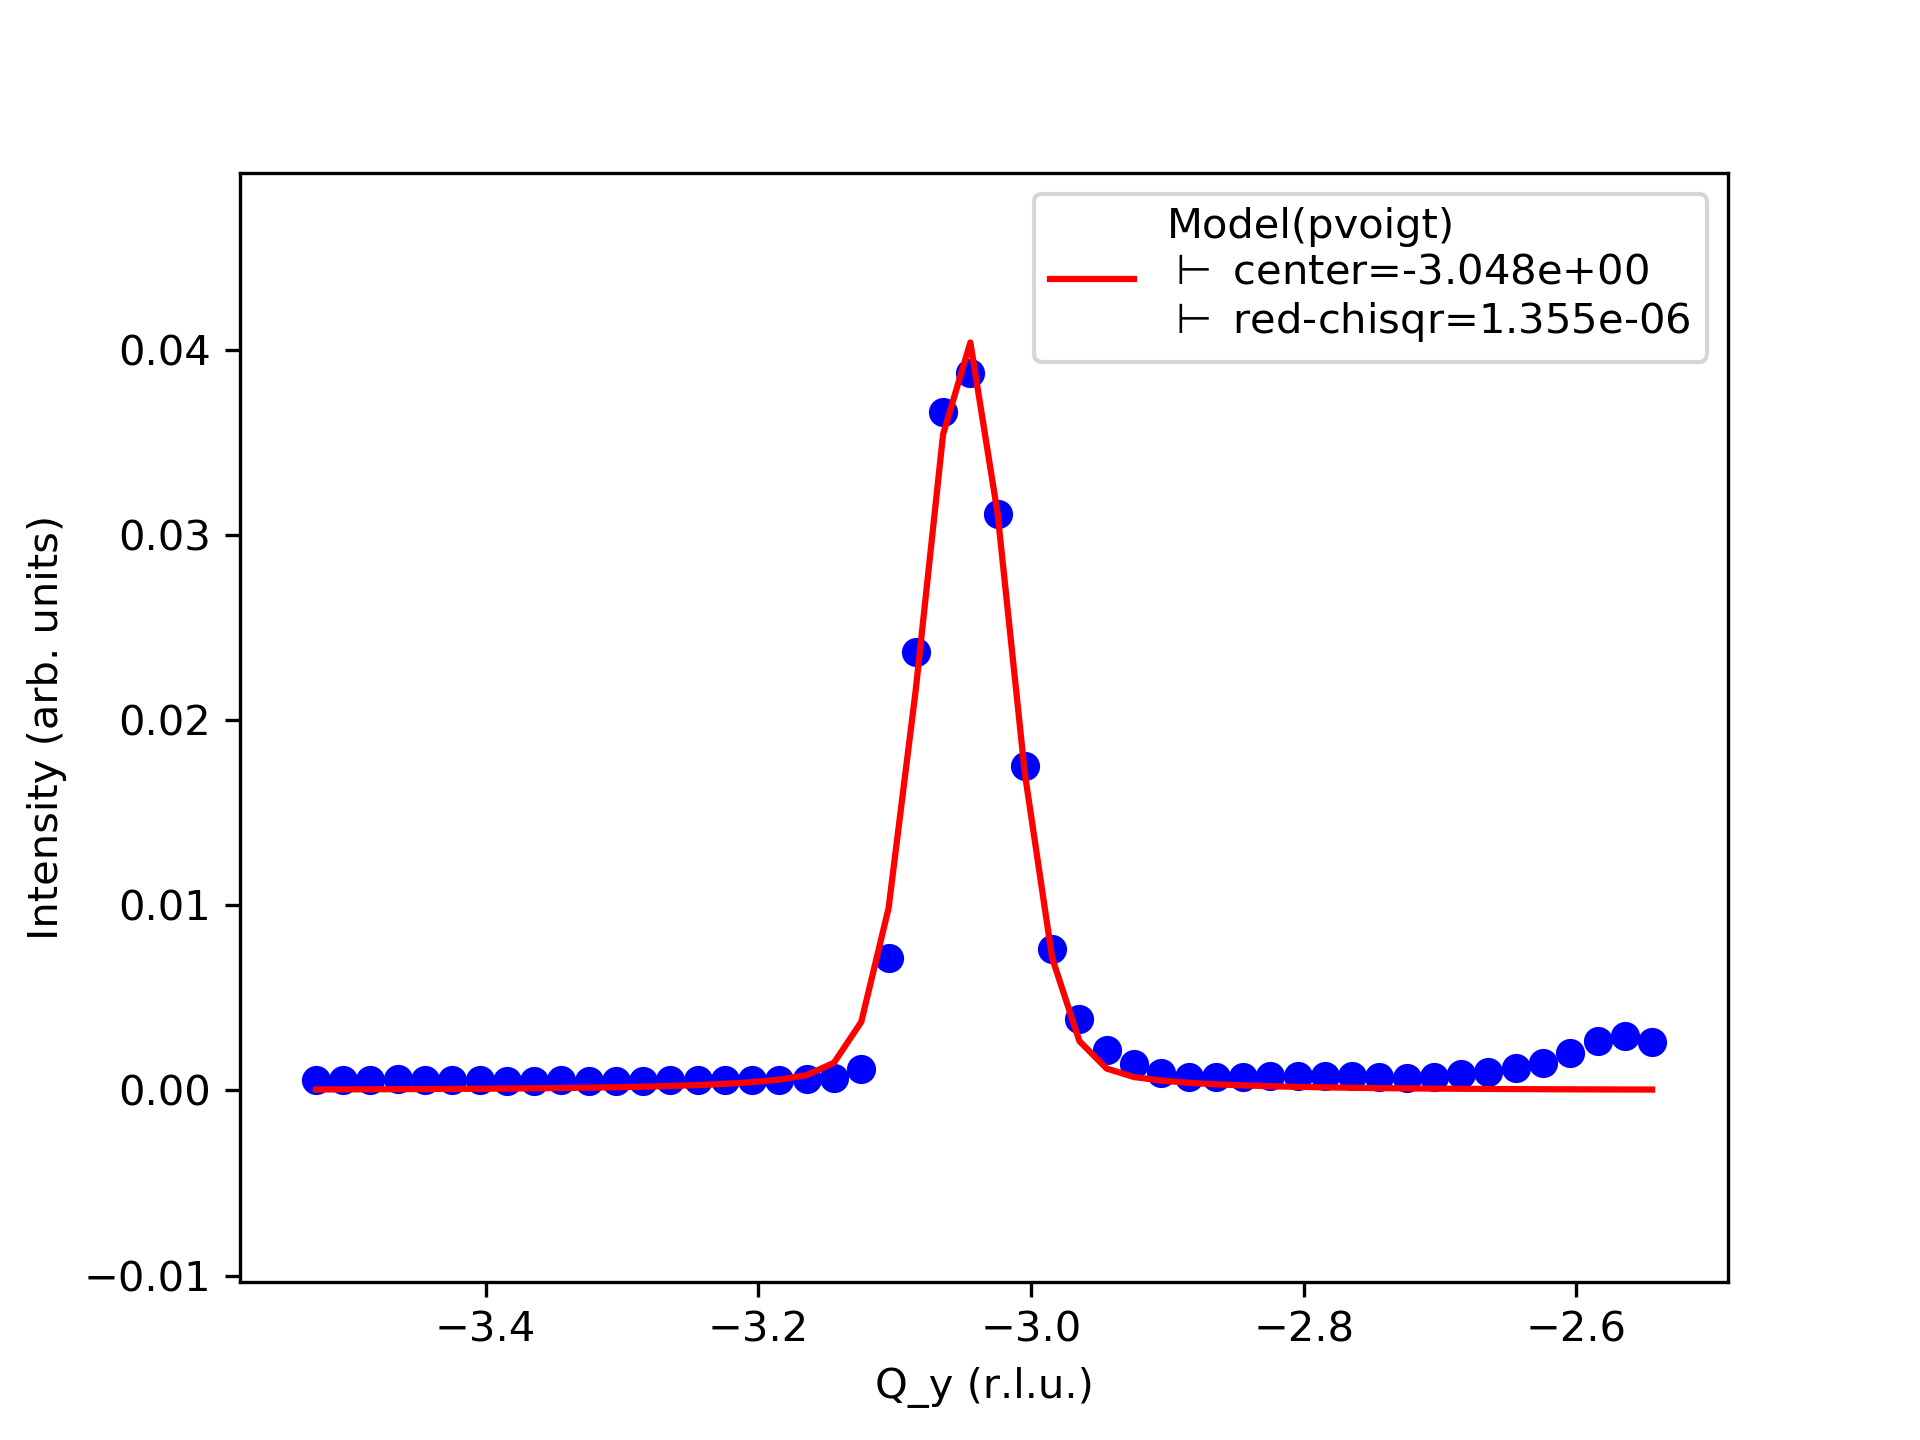 Model(pvoigt)
⊢ center=-3.048e+00
⊢ red-chisqr=1.355e-06
0.04
0.03
0.02
0.01
0.00
−0.01
Intensity (arb. units)
−3.4 −3.2 −3.0 −2.8 −2.6
Q_y (r.l.u.)